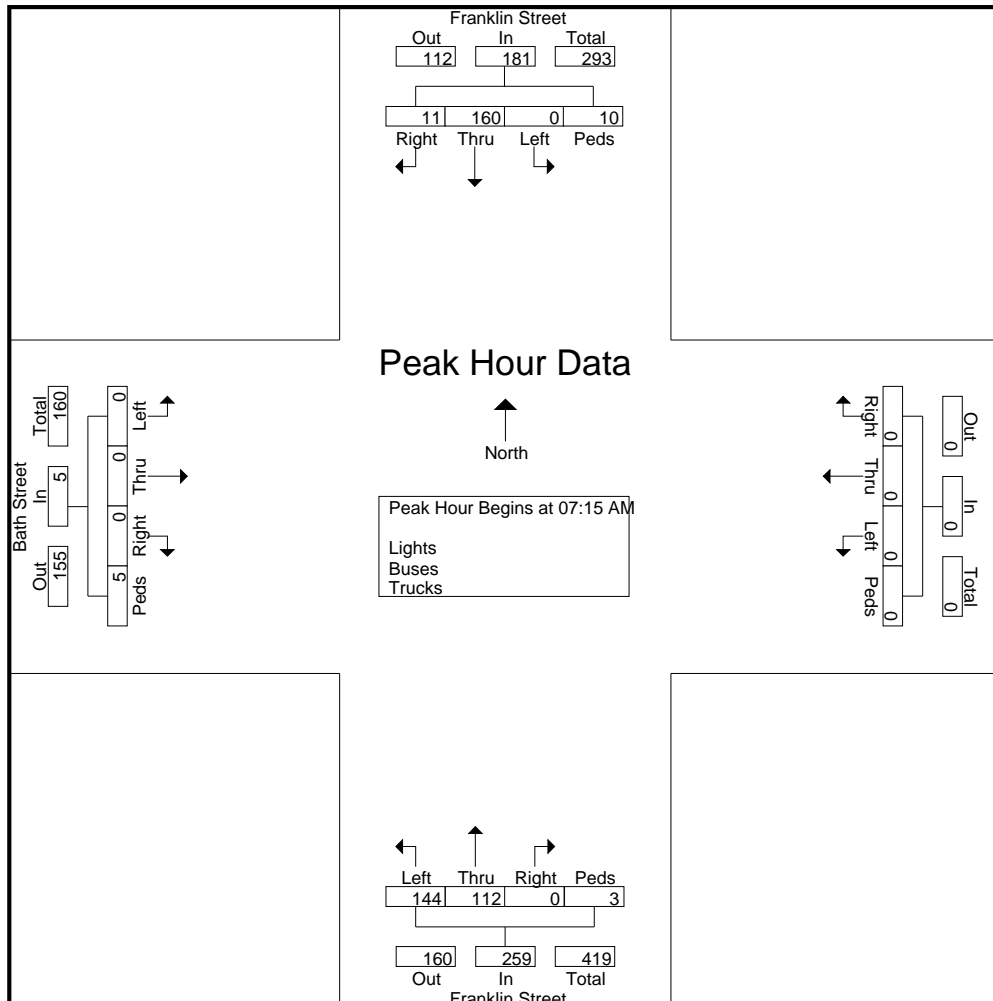 Franklin Street
Out In Total
112 181 293
11 160 0 10
Right Thru Left Peds
Peak Hour Data
North
Peak Hour Begins at 07:15 AM
Lights
Buses
Trucks
Bath Street
Out In Total
155 5 160
Left 0
Thru 0
Right 0
Peds 5
Right 0
Thru 0
Left 0
Peds 0
Out In Total
0 0 0
Left Thru Right Peds
144 112 0 3
160 259 419
Out In Total
Franklin Street